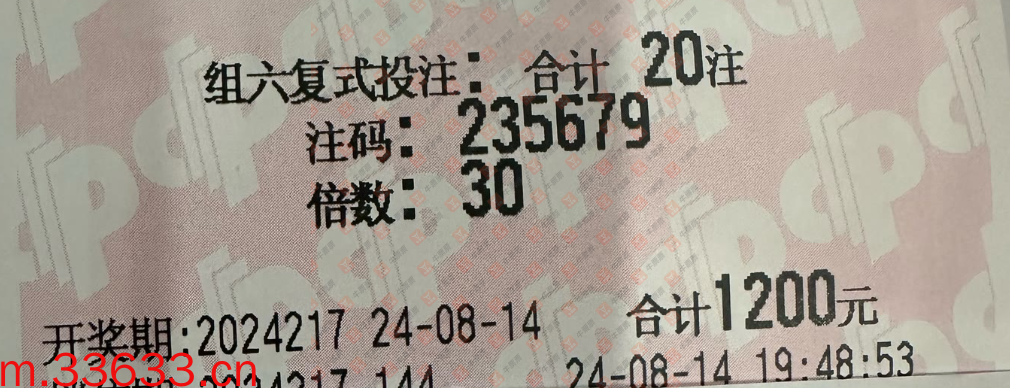 组六复式投注: 合计 20注
注码: 235679
倍数: 30
合计1200元
开奖期:2024217 24-08-14
24-08-14 19:48:53
m.33633.cn